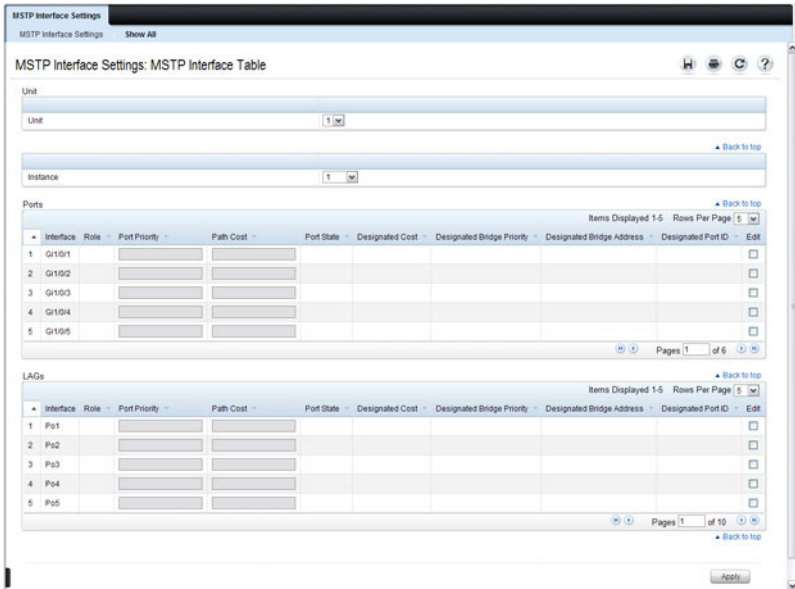 MSTP Interface Settings
MSTP Interface Settings Show All
MSTP Interface Settings: MSTP Interface Table
Unit
Unit 1
Back to top
Instance 1
Ports Back to top
Items Displayed 1-5 Rows Per Page 5
Interface Role Port Priority Path Cost Port State Designated Cost Designated Bridge Priority Designated Bridge Address Designated Port ID Edit
1 Gi1/0/1
2 Gi1/0/2
3 Gi1/0/3
4 Gi1/0/4
5 Gi1/0/5
Pages 1 of 6
LAGs Back to top
Items Displayed 1-5 Rows Per Page 5
Interface Role Port Priority Path Cost Port State Designated Cost Designated Bridge Priority Designated Bridge Address Designated Port ID Edit
1 Po1
2 Po2
3 Po3
4 Po4
5 Po5
Pages 1 of 10
Back to top
Apply